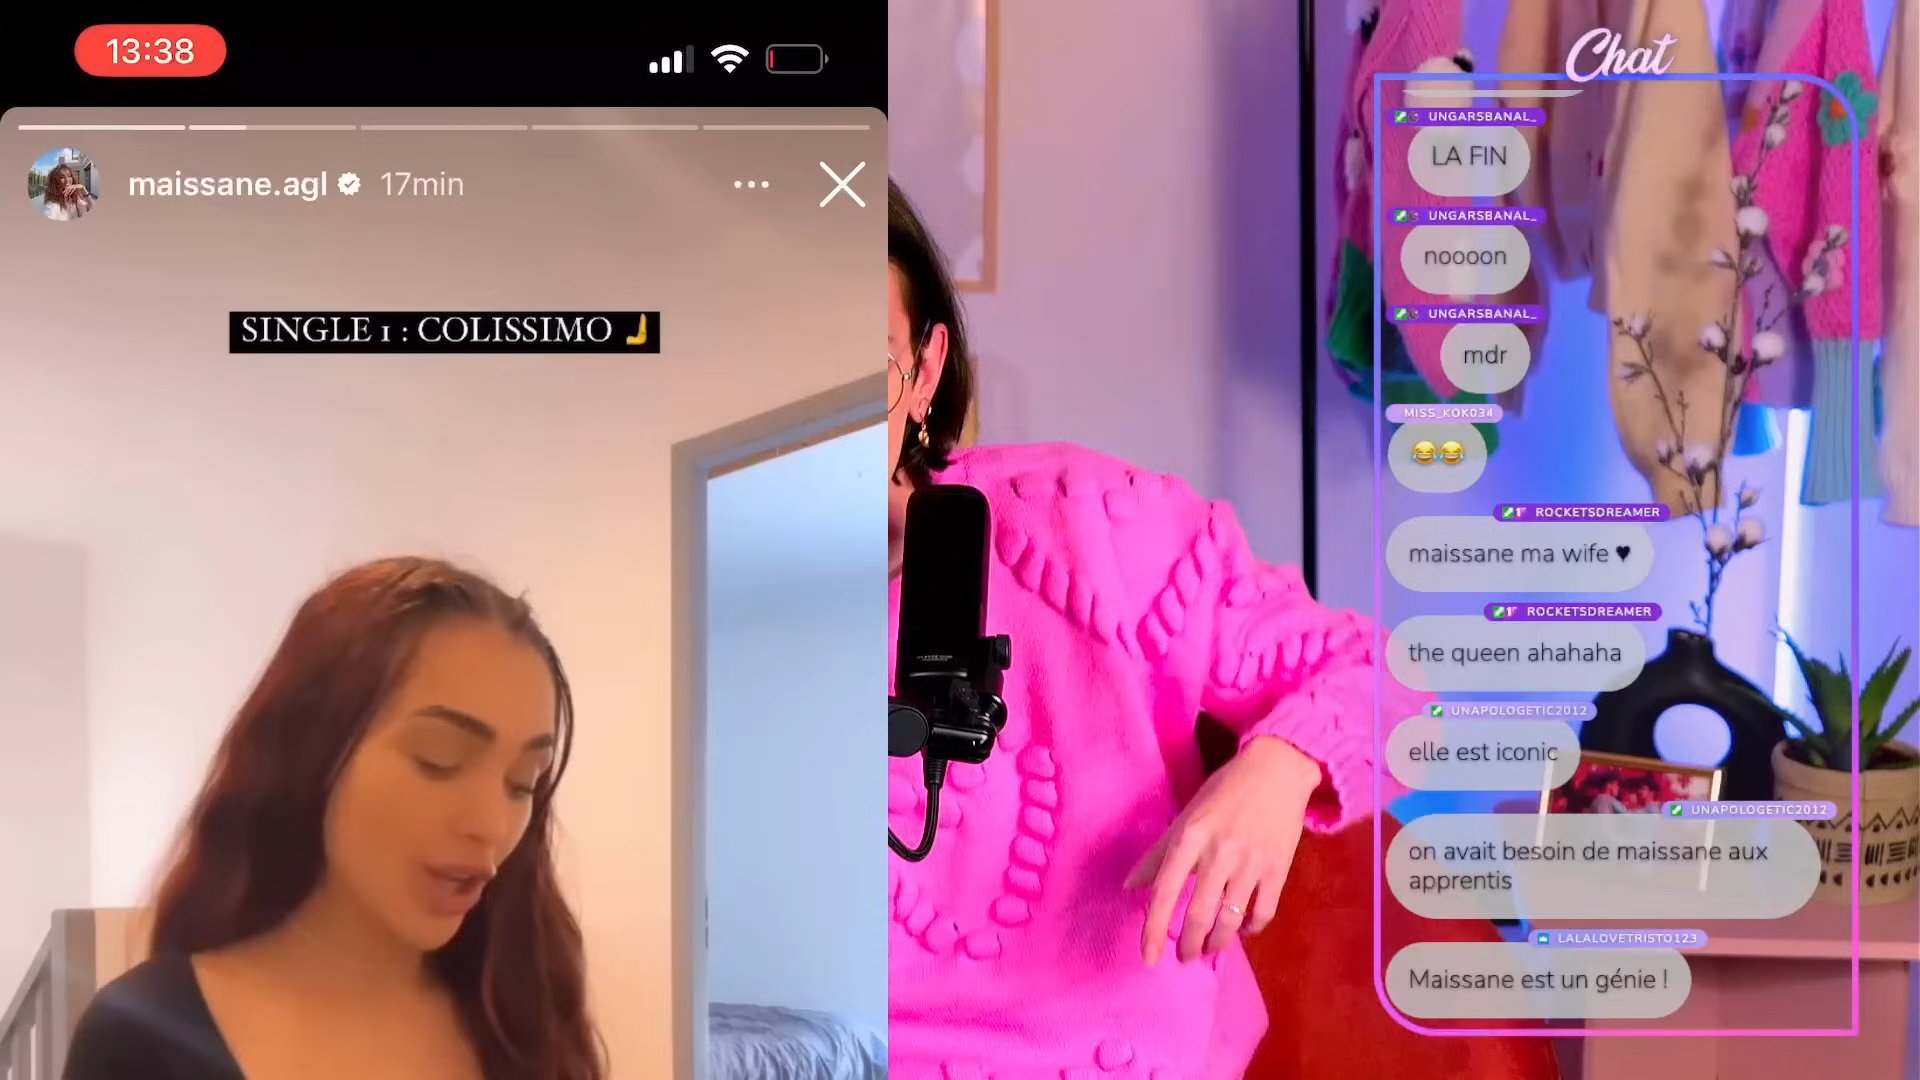 13:38
maissane.agl 17min
SINGLE 1 : COLISSIMO
Chat
UNGARSBANAL_
LA FIN
UNGARSBANAL_
noooon
UNGARSBANAL_
mdr
MISS_KOK034
😂😂
ROCKETSDREAMER
maissane ma wife ♥
ROCKETSDREAMER
the queen ahahaha
UNAPOLOGETIC2012
elle est iconic
UNAPOLOGETIC2012
on avait besoin de maissane aux
apprentis
LALALOVETRISTO123
Maissane est un génie !